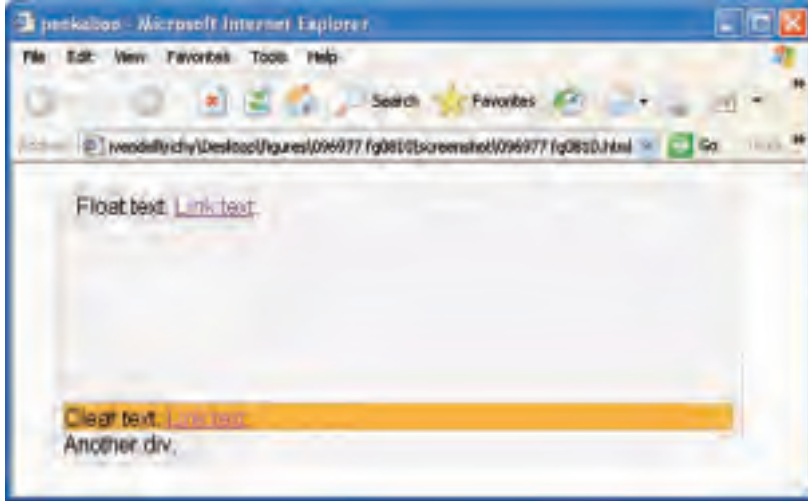 peekaboo - Microsoft Internet Explorer
File Edit View Favorites Tools Help
Search Favorites
Go
Float text. Link text.
Clear text. Link text.
Another div.